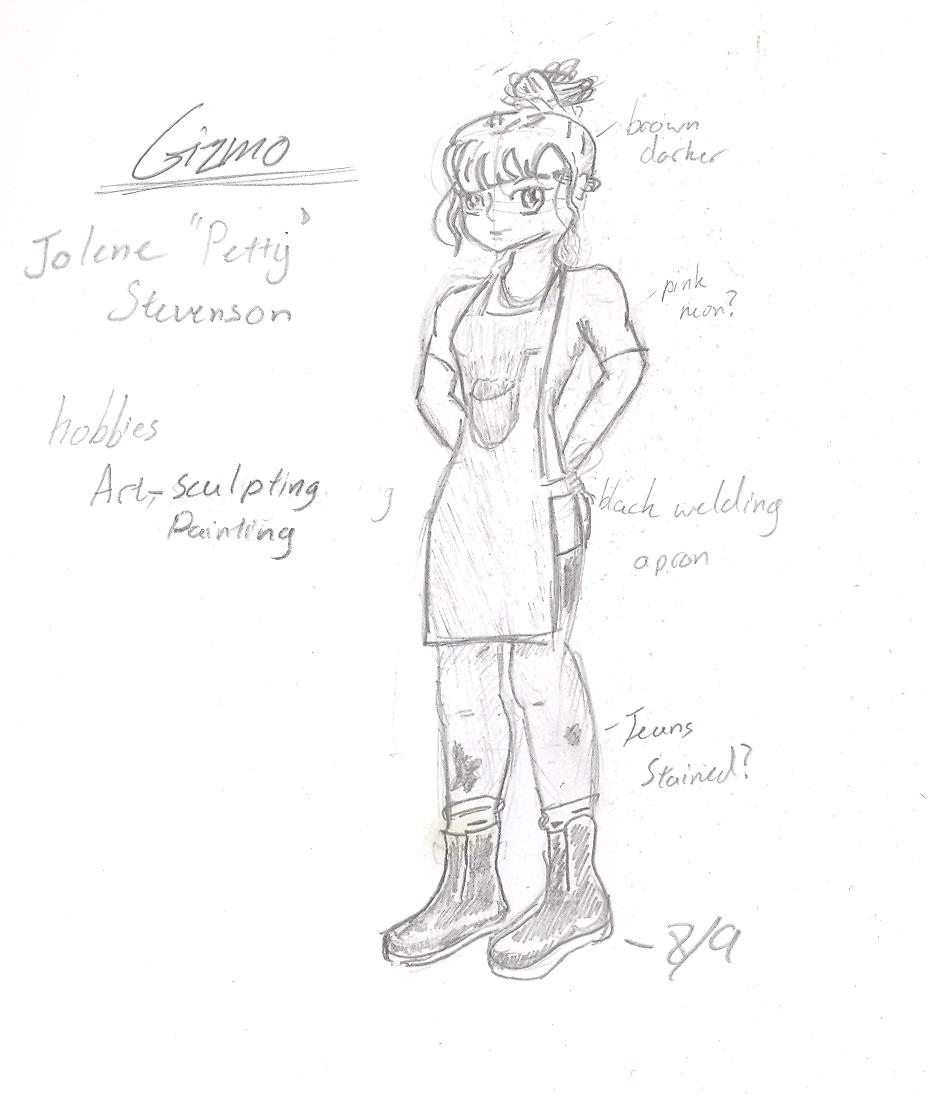 Gizmo
Jolene "Petty"
Stevenson
hobbies
Art, sculpting
Painting
brown
darker
pink
neon?
g
black welding
apron
Jeans
Stained?
- 8/9